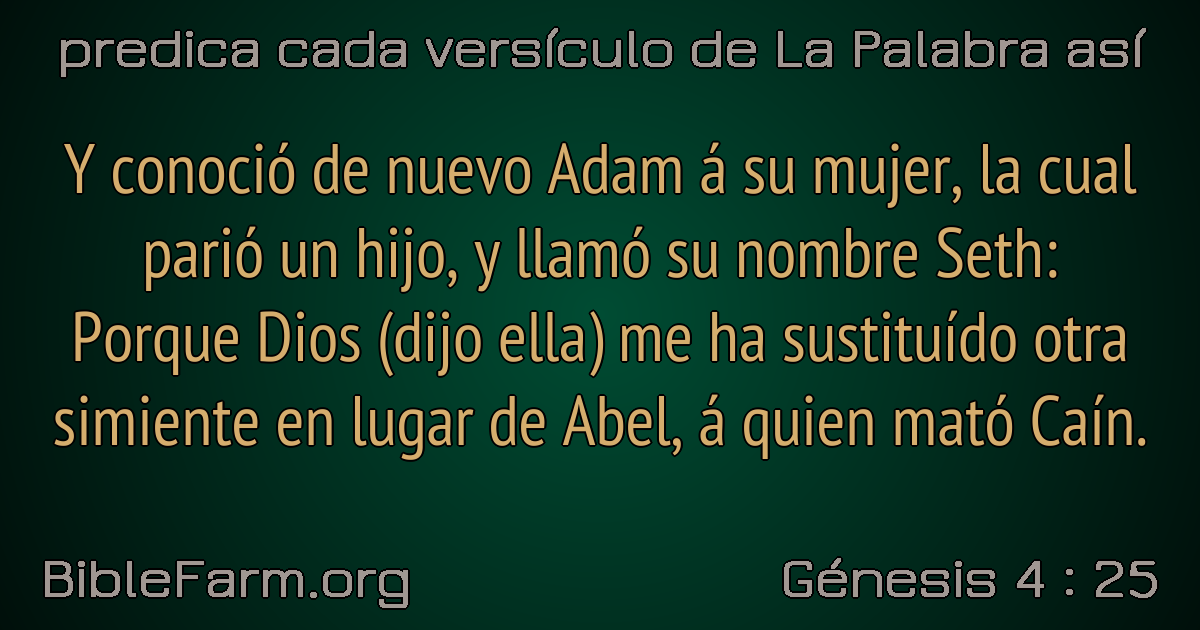 predica cada versículo de La Palabra así
Y conoció de nuevo Adam á su mujer, la cual
parió un hijo, y llamó su nombre Seth:
Porque Dios (dijo ella) me ha sustituído otra
simiente en lugar de Abel, á quien mató Caín.
BibleFarm.org
Génesis 4 : 25